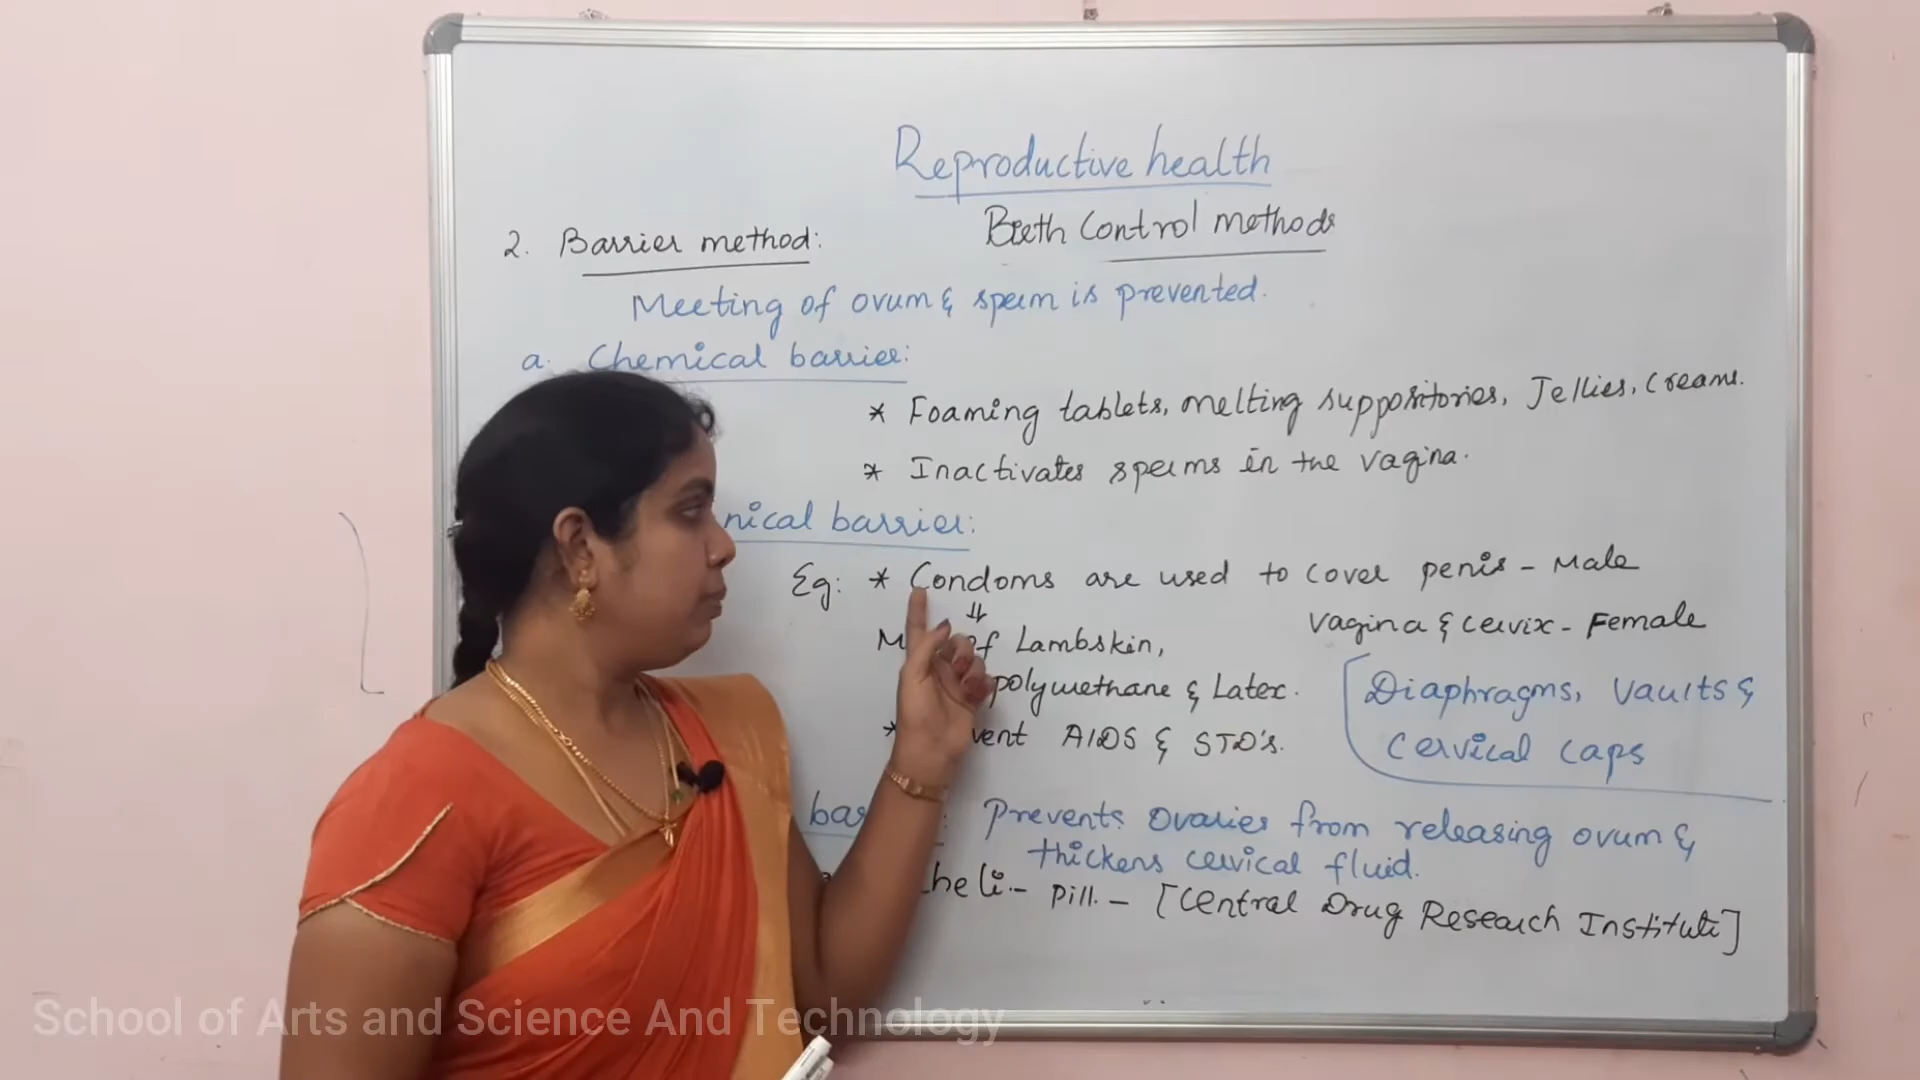 Reproductive health
Birth Control methods
2. Barrier method:
Meeting of ovum & sperm is prevented.
a. Chemical barrier:
* Foaming tablets, melting suppositories, Jellies, Creams.
* Inactivates sperms in the vagina.
nical barrier:
Eg: * Condoms are used to cover penis - Male
vagina & cervix - Female
of Lambskin,
polyurethane & Latex.
* vent AIDS & STD's.
Diaphragms, Vaults &
Cervical caps
Prevents Ovaries from releasing ovum &
thickens cervical fluid.
heli - Pill. - [Central Drug Research Institute]
School of Arts and Science And Technology